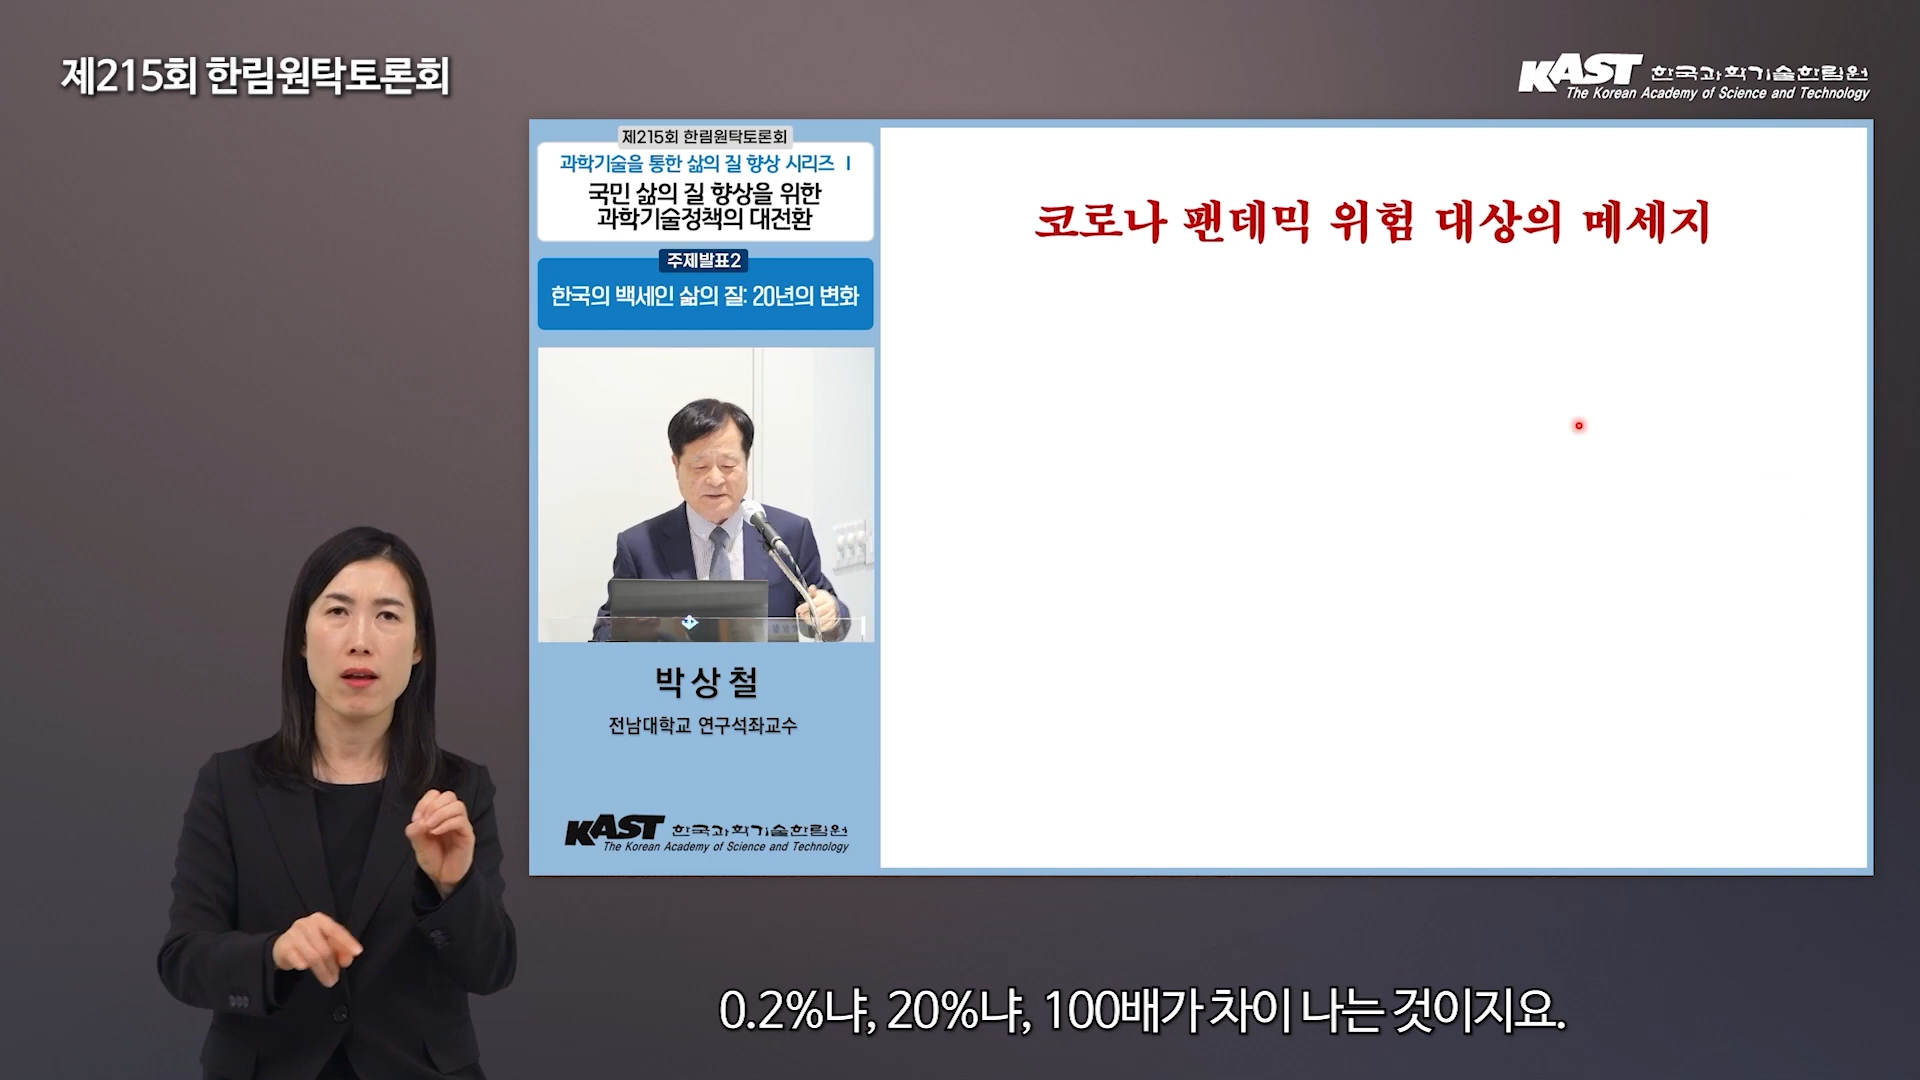 제215회 한림원탁토론회
KAST 한국과학기술한림원
The Korean Academy of Science and Technology
제215회 한림원탁토론회
과학기술을 통한 삶의 질 향상 시리즈 Ⅰ
국민 삶의 질 향상을 위한
과학기술정책의 대전환
주제발표2
한국의 백세인 삶의 질: 20년의 변화
박상철
전남대학교 연구석좌교수
KAST 한국과학기술한림원
The Korean Academy of Science and Technology
코로나 팬데믹 위험 대상의 메세지
0.2%냐, 20%냐, 100배가 차이 나는 것이지요.